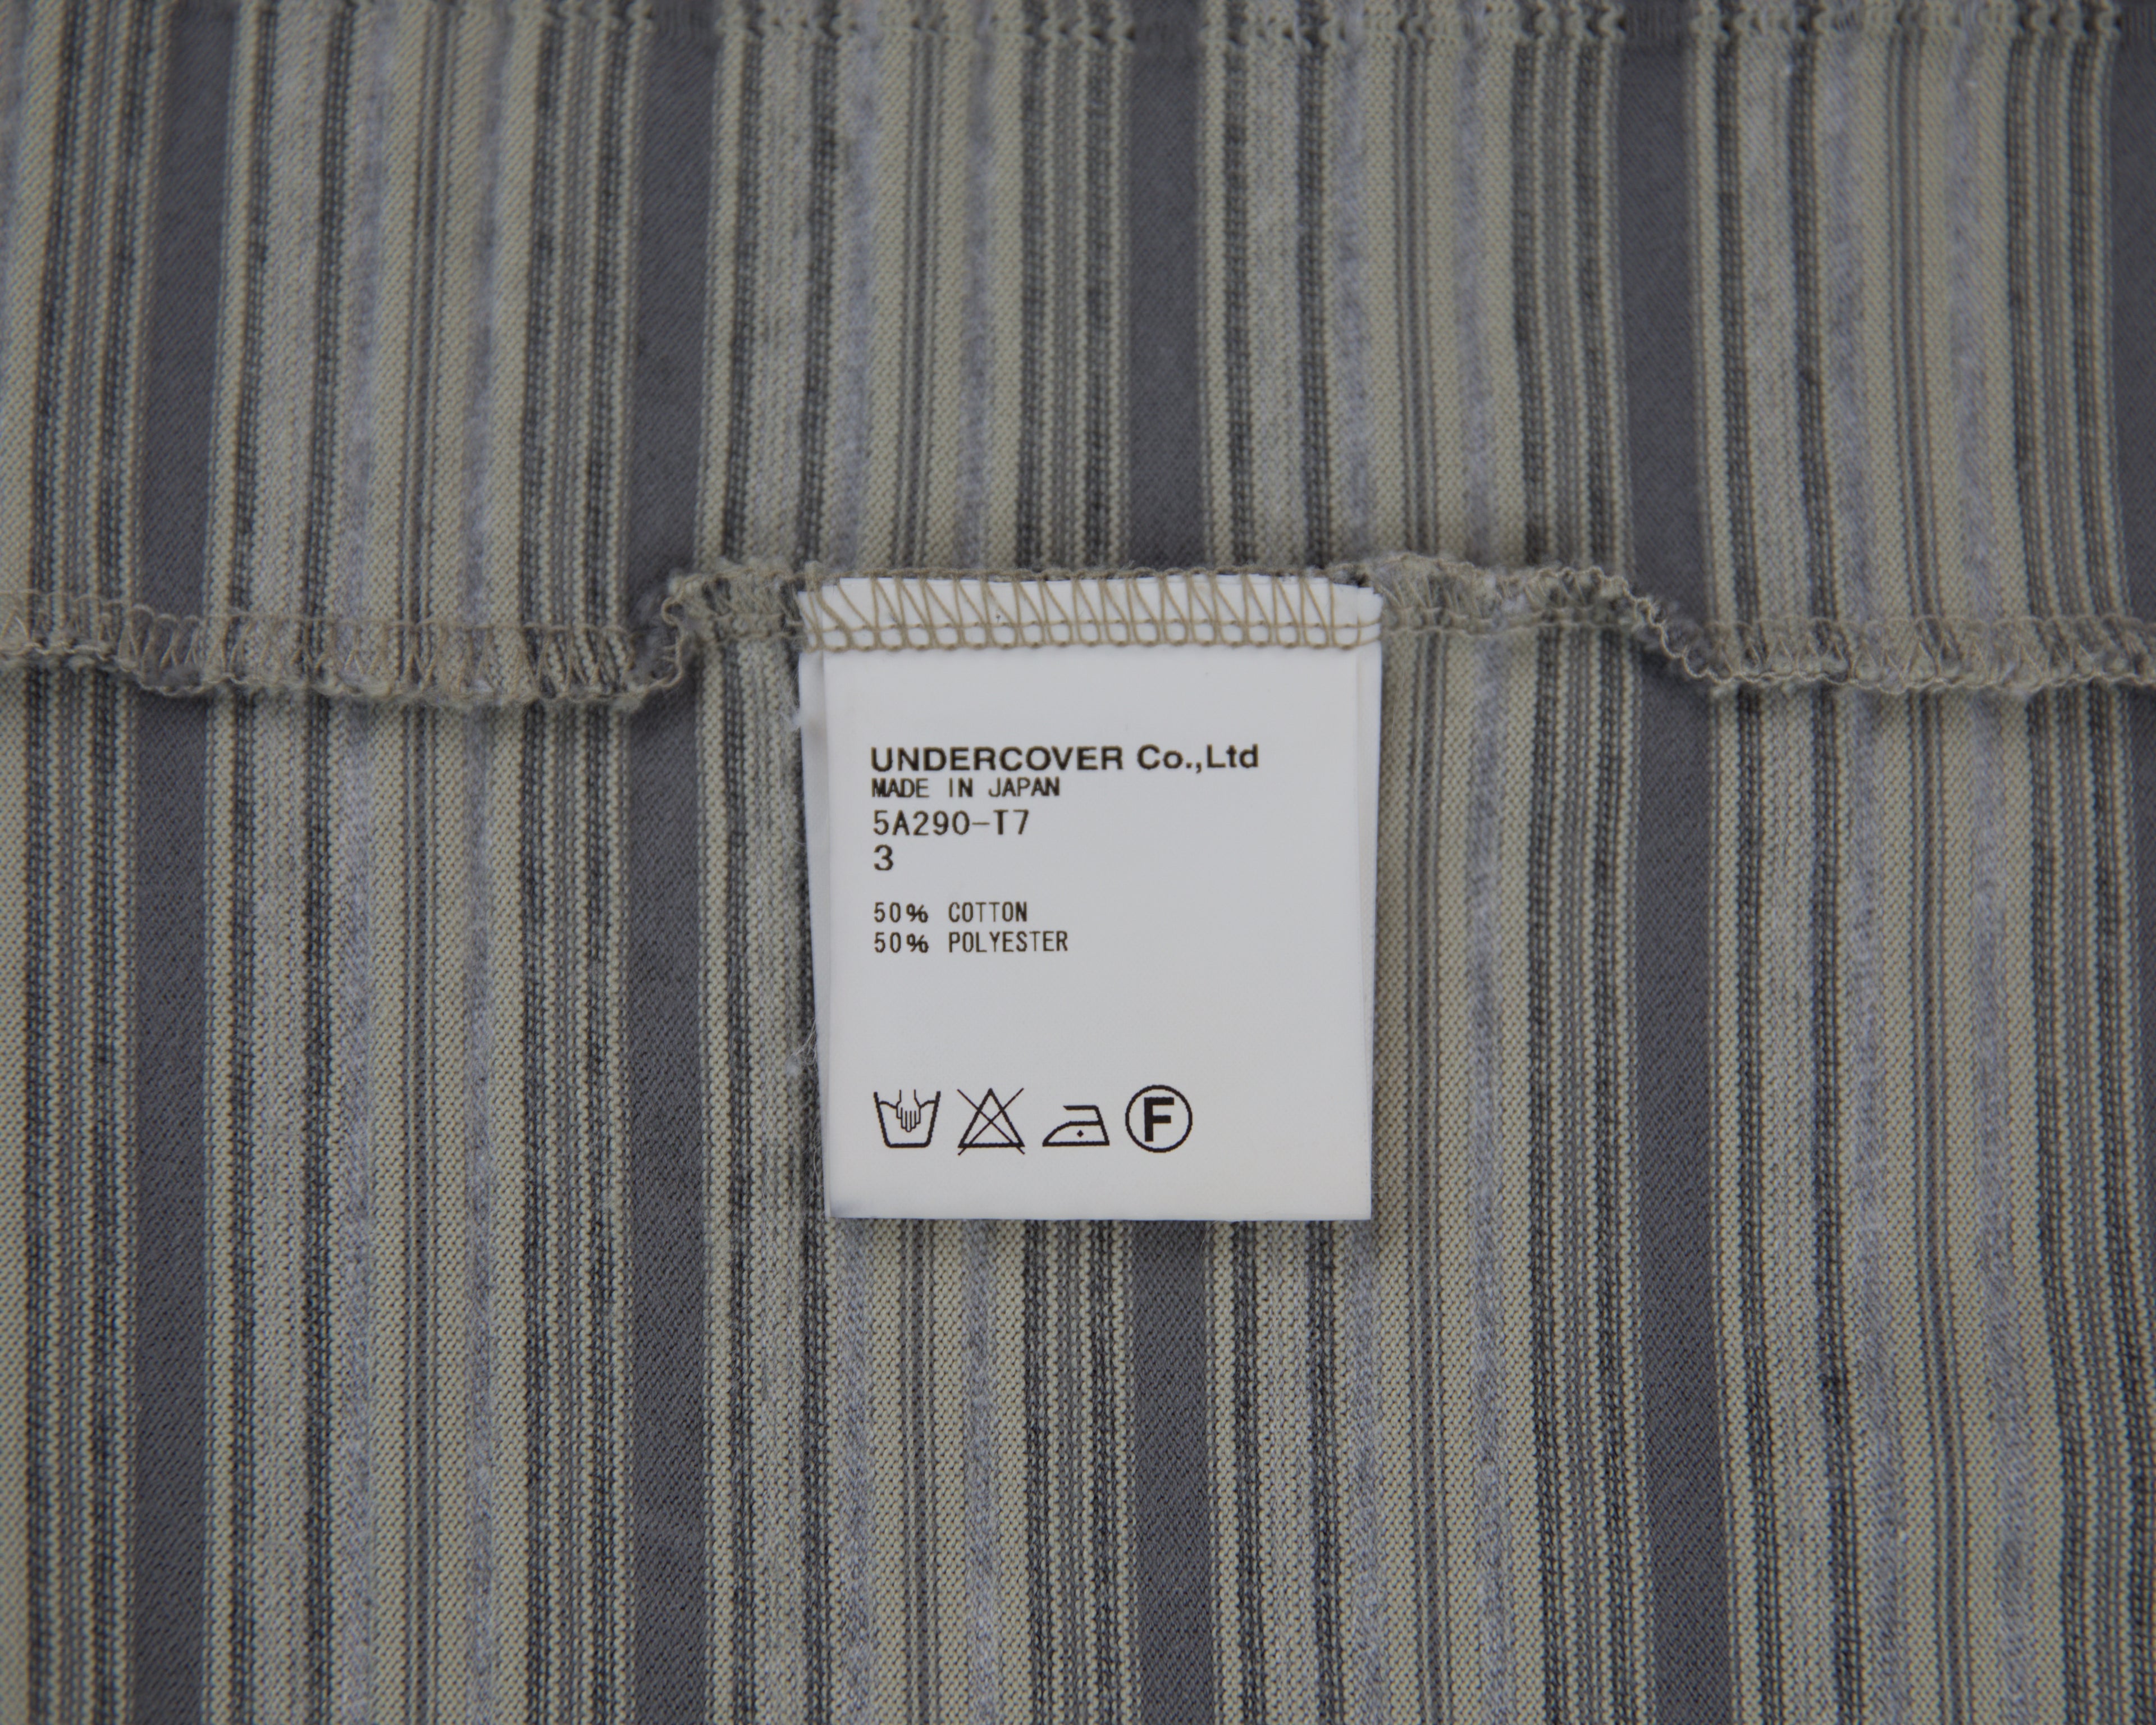 UNDERCOVER Co.,Ltd
MADE IN JAPAN
5A290-T7
3
50% COTTON
50% POLYESTER
F